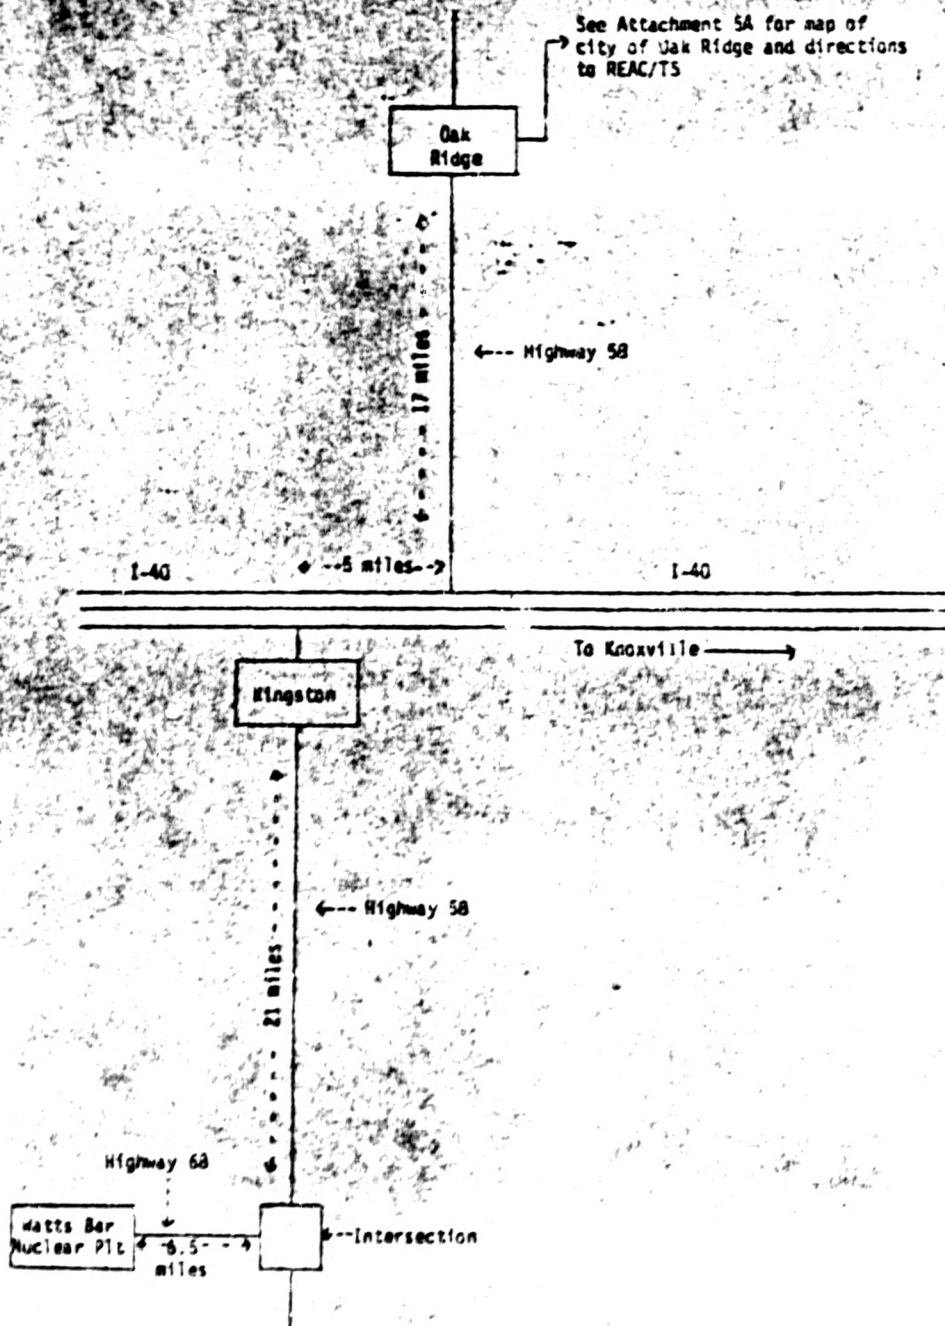 See Attachment 5A for map of
city of Oak Ridge and directions
to REAC/TS
Oak
Ridge
17 miles
Highway 58
I-40
5 miles
I-40
To Knoxville
Kingston
Highway 58
21 miles
Highway 68
Watts Bar
Nuclear Plt
miles
Intersection